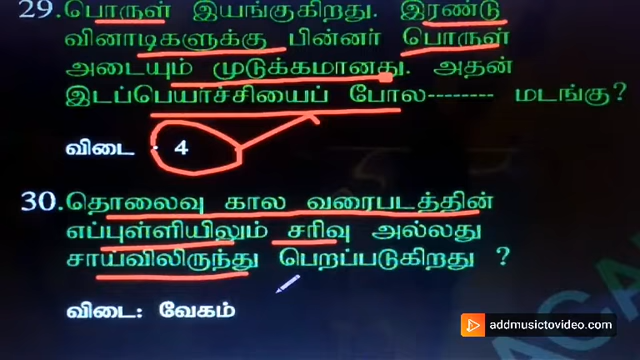 29. பொருள் இயங்குகிறது. இரண்டு
வினாடிகளுக்கு பின்னர் பொருள்
அடையும் முடுக்கமானது. அதன்
இடப்பெயர்ச்சியைப் போல-------- மடங்கு?
விடை : 4
30. தொலைவு கால வரைபடத்தின்
எப்புள்ளியிலும் சரிவு அல்லது
சாய்விலிருந்து பெறப்படுகிறது ?
விடை: வேகம்
addmusictovideo.com